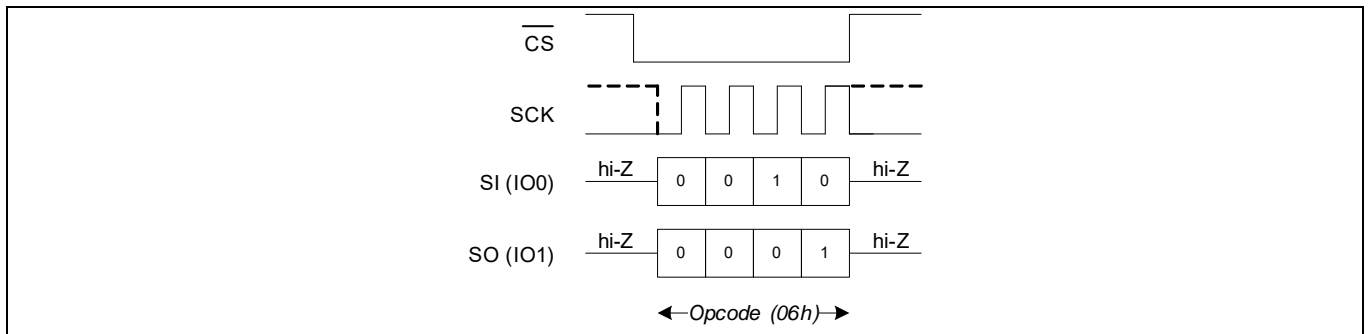 CS
SCK
SI (IO0) hi-Z 0 0 1 0 hi-Z
SO (IO1) hi-Z 0 0 0 1 hi-Z
Opcode (06h)